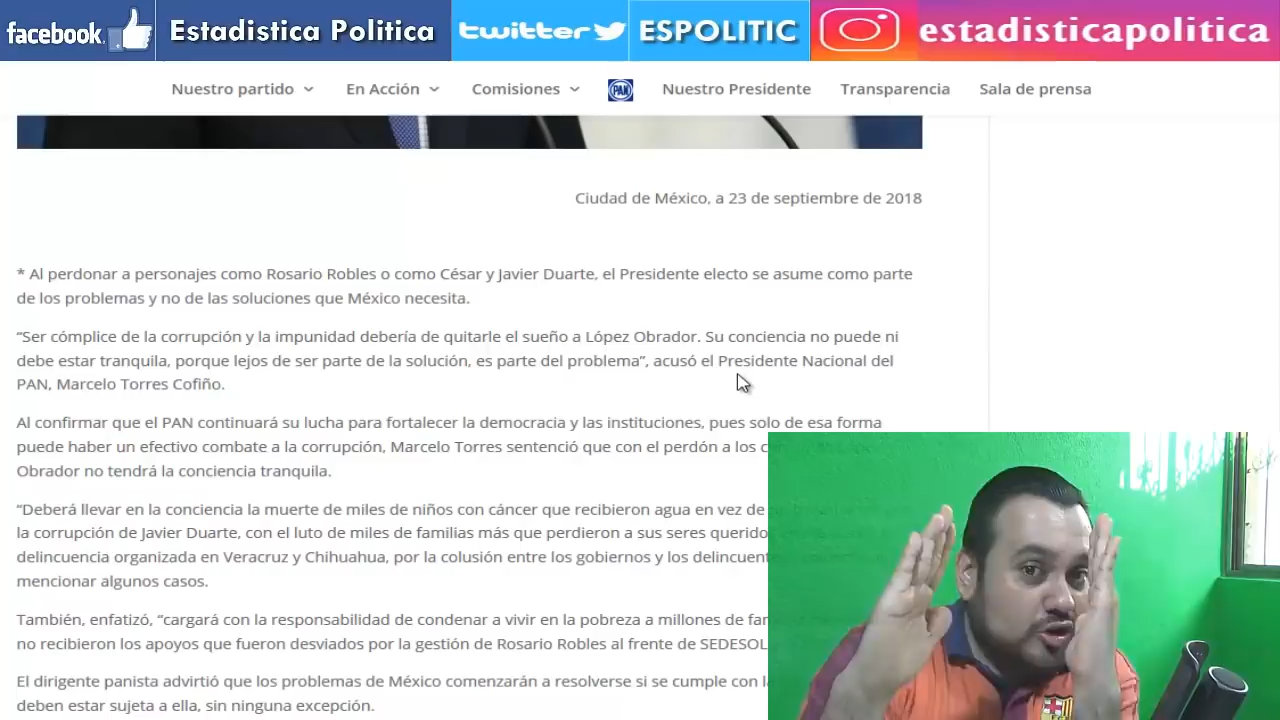 facebook. Estadistica Politica twitter ESPOLITIC estadisticapolitica
Nuestro partido En Acción Comisiones PAN Nuestro Presidente Transparencia Sala de prensa
Ciudad de México, a 23 de septiembre de 2018
* Al perdonar a personajes como Rosario Robles o como César y Javier Duarte, el Presidente electo se asume como parte
de los problemas y no de las soluciones que México necesita.
“Ser cómplice de la corrupción y la impunidad debería de quitarle el sueño a López Obrador. Su conciencia no puede ni
debe estar tranquila, porque lejos de ser parte de la solución, es parte del problema”, acusó el Presidente Nacional del
PAN, Marcelo Torres Cofiño.
Al confirmar que el PAN continuará su lucha para fortalecer la democracia y las instituciones, pues solo de esa forma
puede haber un efectivo combate a la corrupción, Marcelo Torres sentenció que con el perdón a los
Obrador no tendrá la conciencia tranquila.
“Deberá llevar en la conciencia la muerte de miles de niños con cáncer que recibieron agua en vez de
la corrupción de Javier Duarte, con el luto de miles de familias más que perdieron a sus seres querido
delincuencia organizada en Veracruz y Chihuahua, por la colusión entre los gobiernos y los delincuent
mencionar algunos casos.
También, enfatizó, “cargará con la responsabilidad de condenar a vivir en la pobreza a millones de fam
no recibieron los apoyos que fueron desviados por la gestión de Rosario Robles al frente de SEDESOL
El dirigente panista advirtió que los problemas de México comenzarán a resolverse si se cumple con la
deben estar sujeta a ella, sin ninguna excepción.